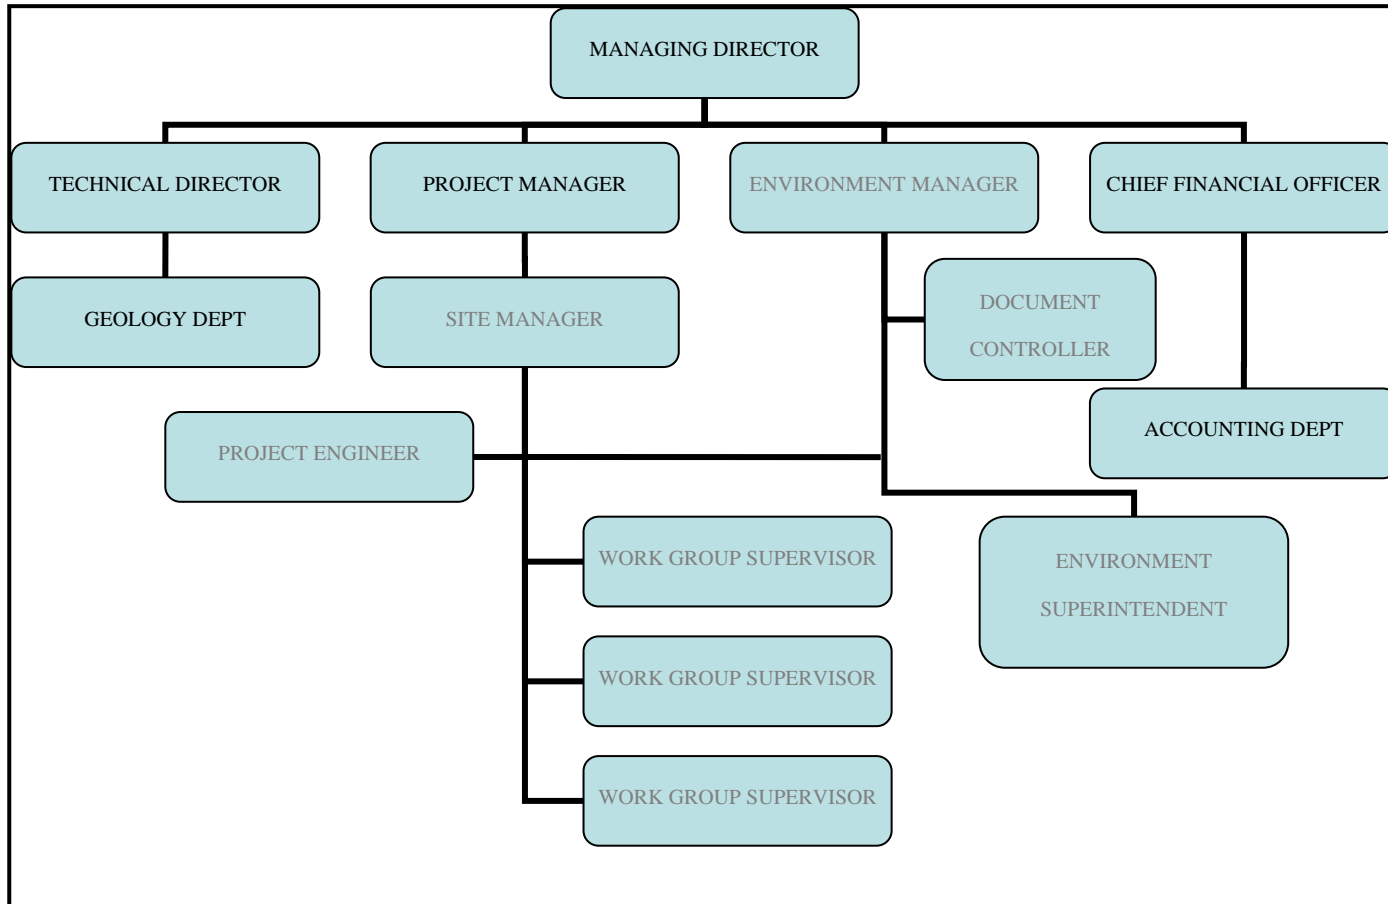 MANAGING DIRECTOR
TECHNICAL DIRECTOR
PROJECT MANAGER
ENVIRONMENT MANAGER
CHIEF FINANCIAL OFFICER
GEOLOGY DEPT
SITE MANAGER
DOCUMENT
CONTROLLER
ACCOUNTING DEPT
PROJECT ENGINEER
WORK GROUP SUPERVISOR
ENVIRONMENT
SUPERINTENDENT
WORK GROUP SUPERVISOR
WORK GROUP SUPERVISOR